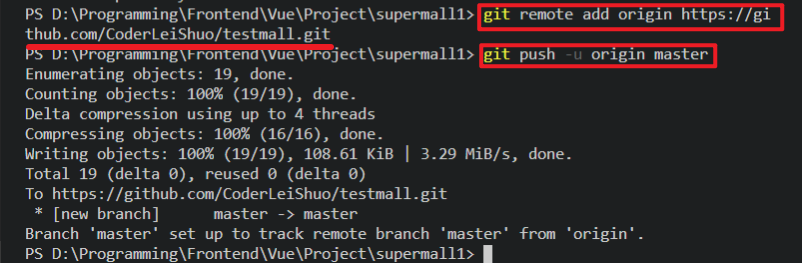 PS D:\Programming\Frontend\Vue\Project\supermall1> git remote add origin https://gi
thub.com/CoderLeiShuo/testmall.git
PS D:\Programming\Frontend\Vue\Project\supermall1> git push -u origin master
Enumerating objects: 19, done.
Counting objects: 100% (19/19), done.
Delta compression using up to 4 threads
Compressing objects: 100% (16/16), done.
Writing objects: 100% (19/19), 108.61 KiB | 3.29 MiB/s, done.
Total 19 (delta 0), reused 0 (delta 0)
To https://github.com/CoderLeiShuo/testmall.git
 * [new branch]      master -> master
Branch 'master' set up to track remote branch 'master' from 'origin'.
PS D:\Programming\Frontend\Vue\Project\supermall1>